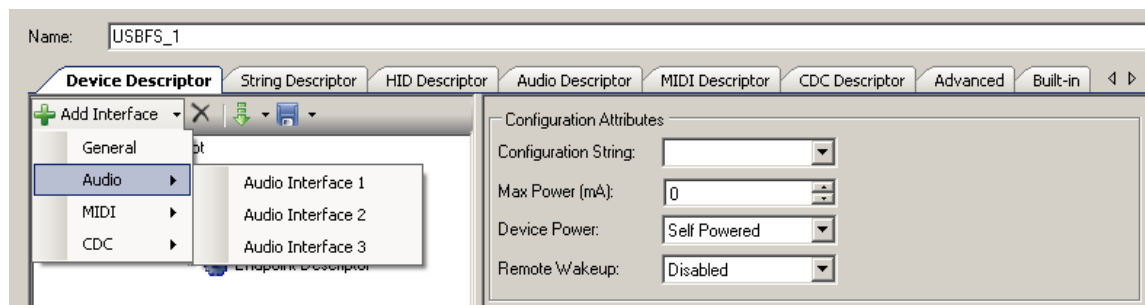 Name: USBFS_1
Device Descriptor String Descriptor HID Descriptor Audio Descriptor MIDI Descriptor CDC Descriptor Advanced Built-in
Add Interface
General
Audio
MIDI
CDC
Audio Interface 1
Audio Interface 2
Audio Interface 3
Endpoint Descriptor
Configuration Attributes
Configuration String:
Max Power (mA): 0
Device Power: Self Powered
Remote Wakeup: Disabled